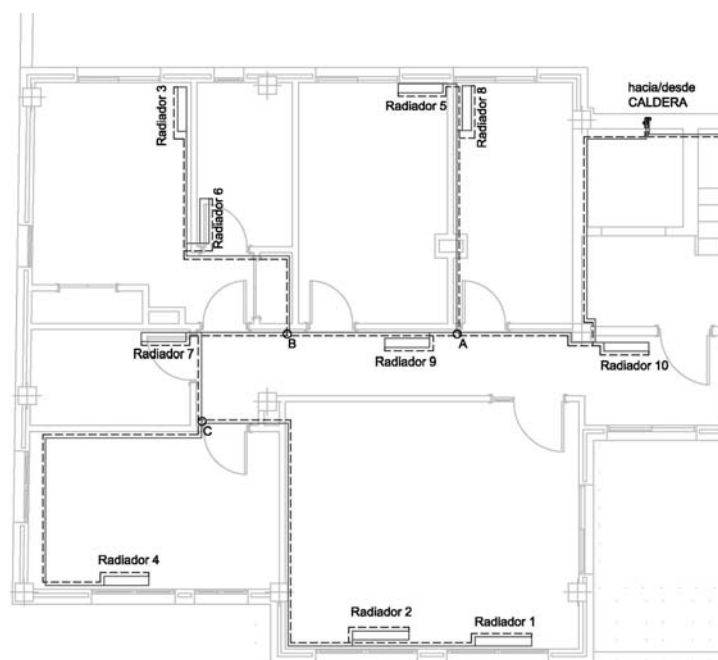 hacia/desde
CALDERA
Radiador 3
Radiador 5
Radiador 8
Radiador 6
A
B
Radiador 7
Radiador 9
Radiador 10
C
Radiador 4
Radiador 2
Radiador 1